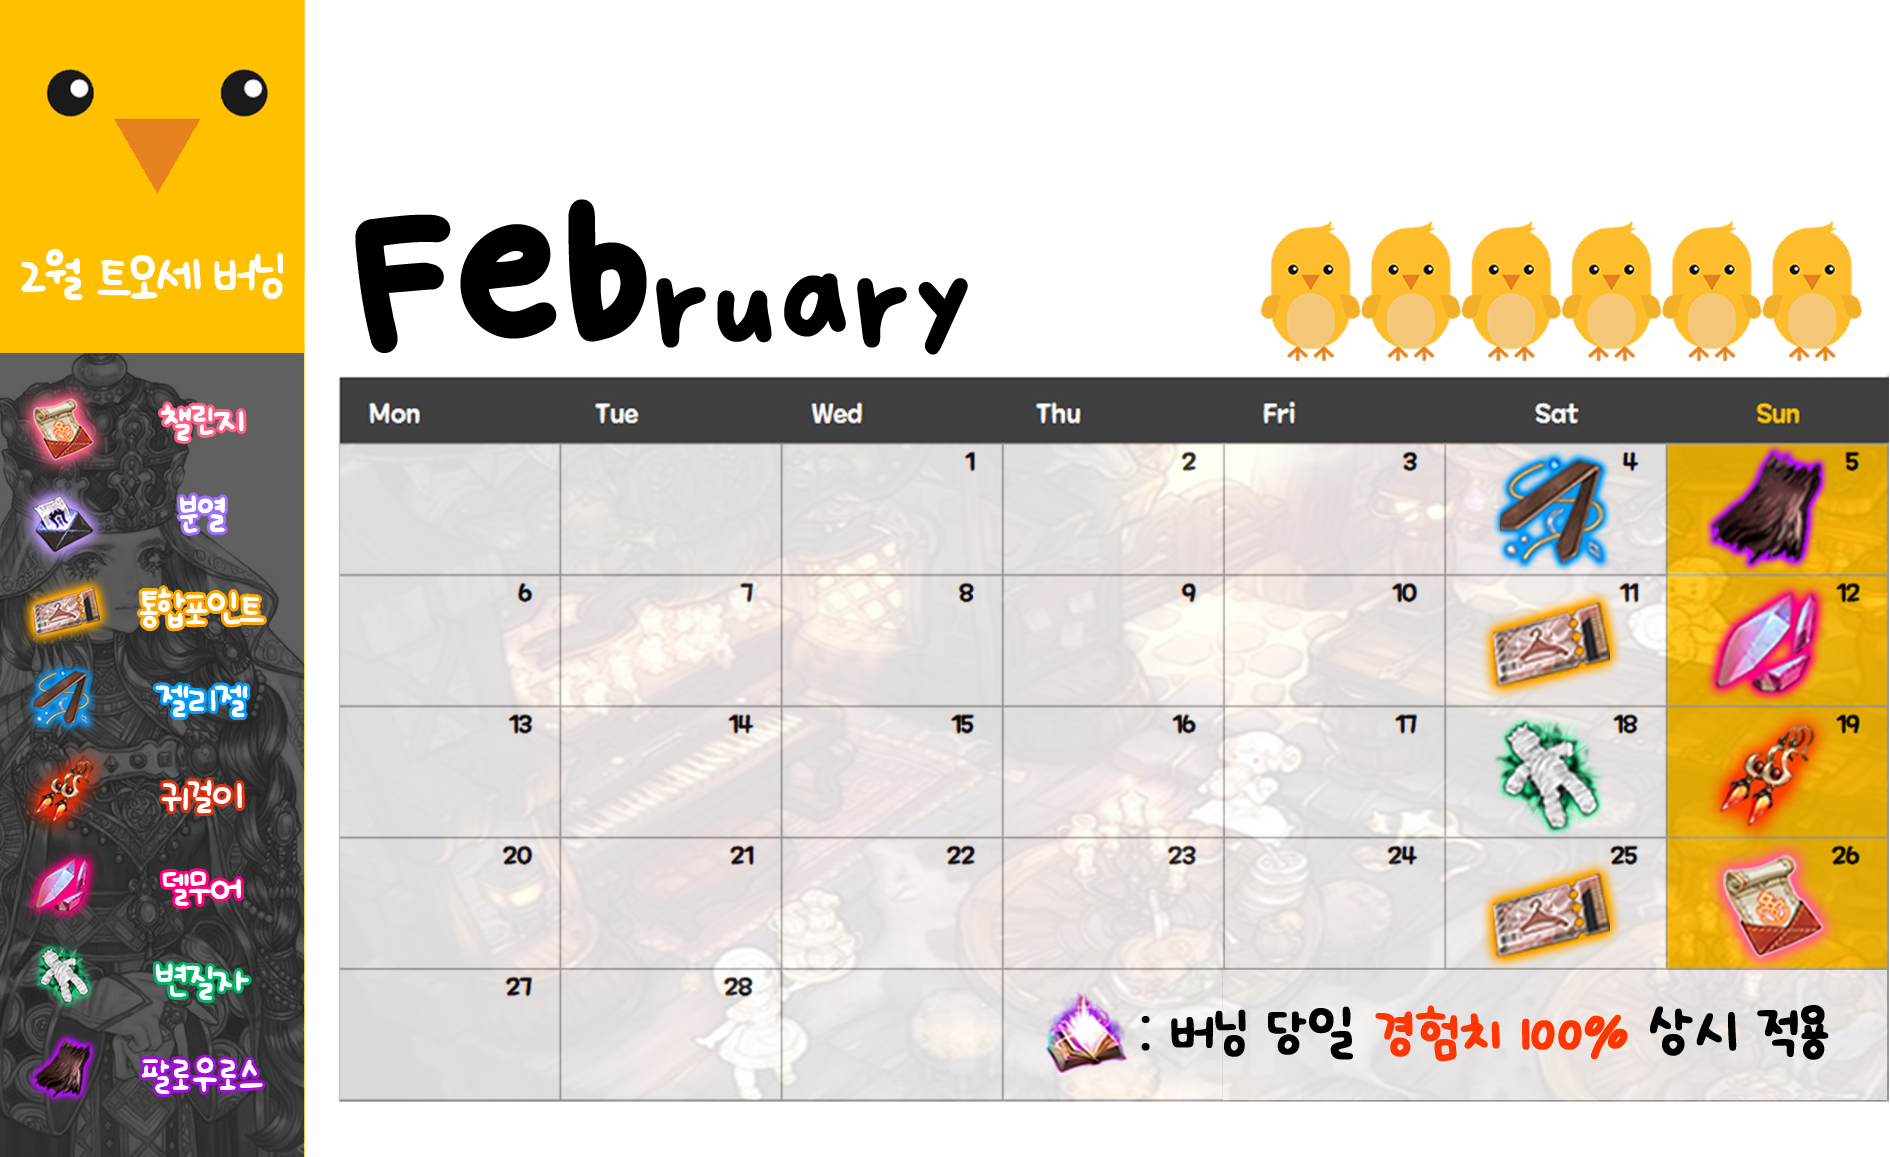 2월 트오세 버닝
챌린지
분열
통합포인트
젤리젤
귀걸이
델무어
변질자
팔로우로스
February
Mon Tue Wed Thu Fri Sat Sun
1 2 3 4 5
6 7 8 9 10 11 12
13 14 15 16 17 18 19
20 21 22 23 24 25 26
27 28
: 버닝 당일 경험치 100% 상시 적용